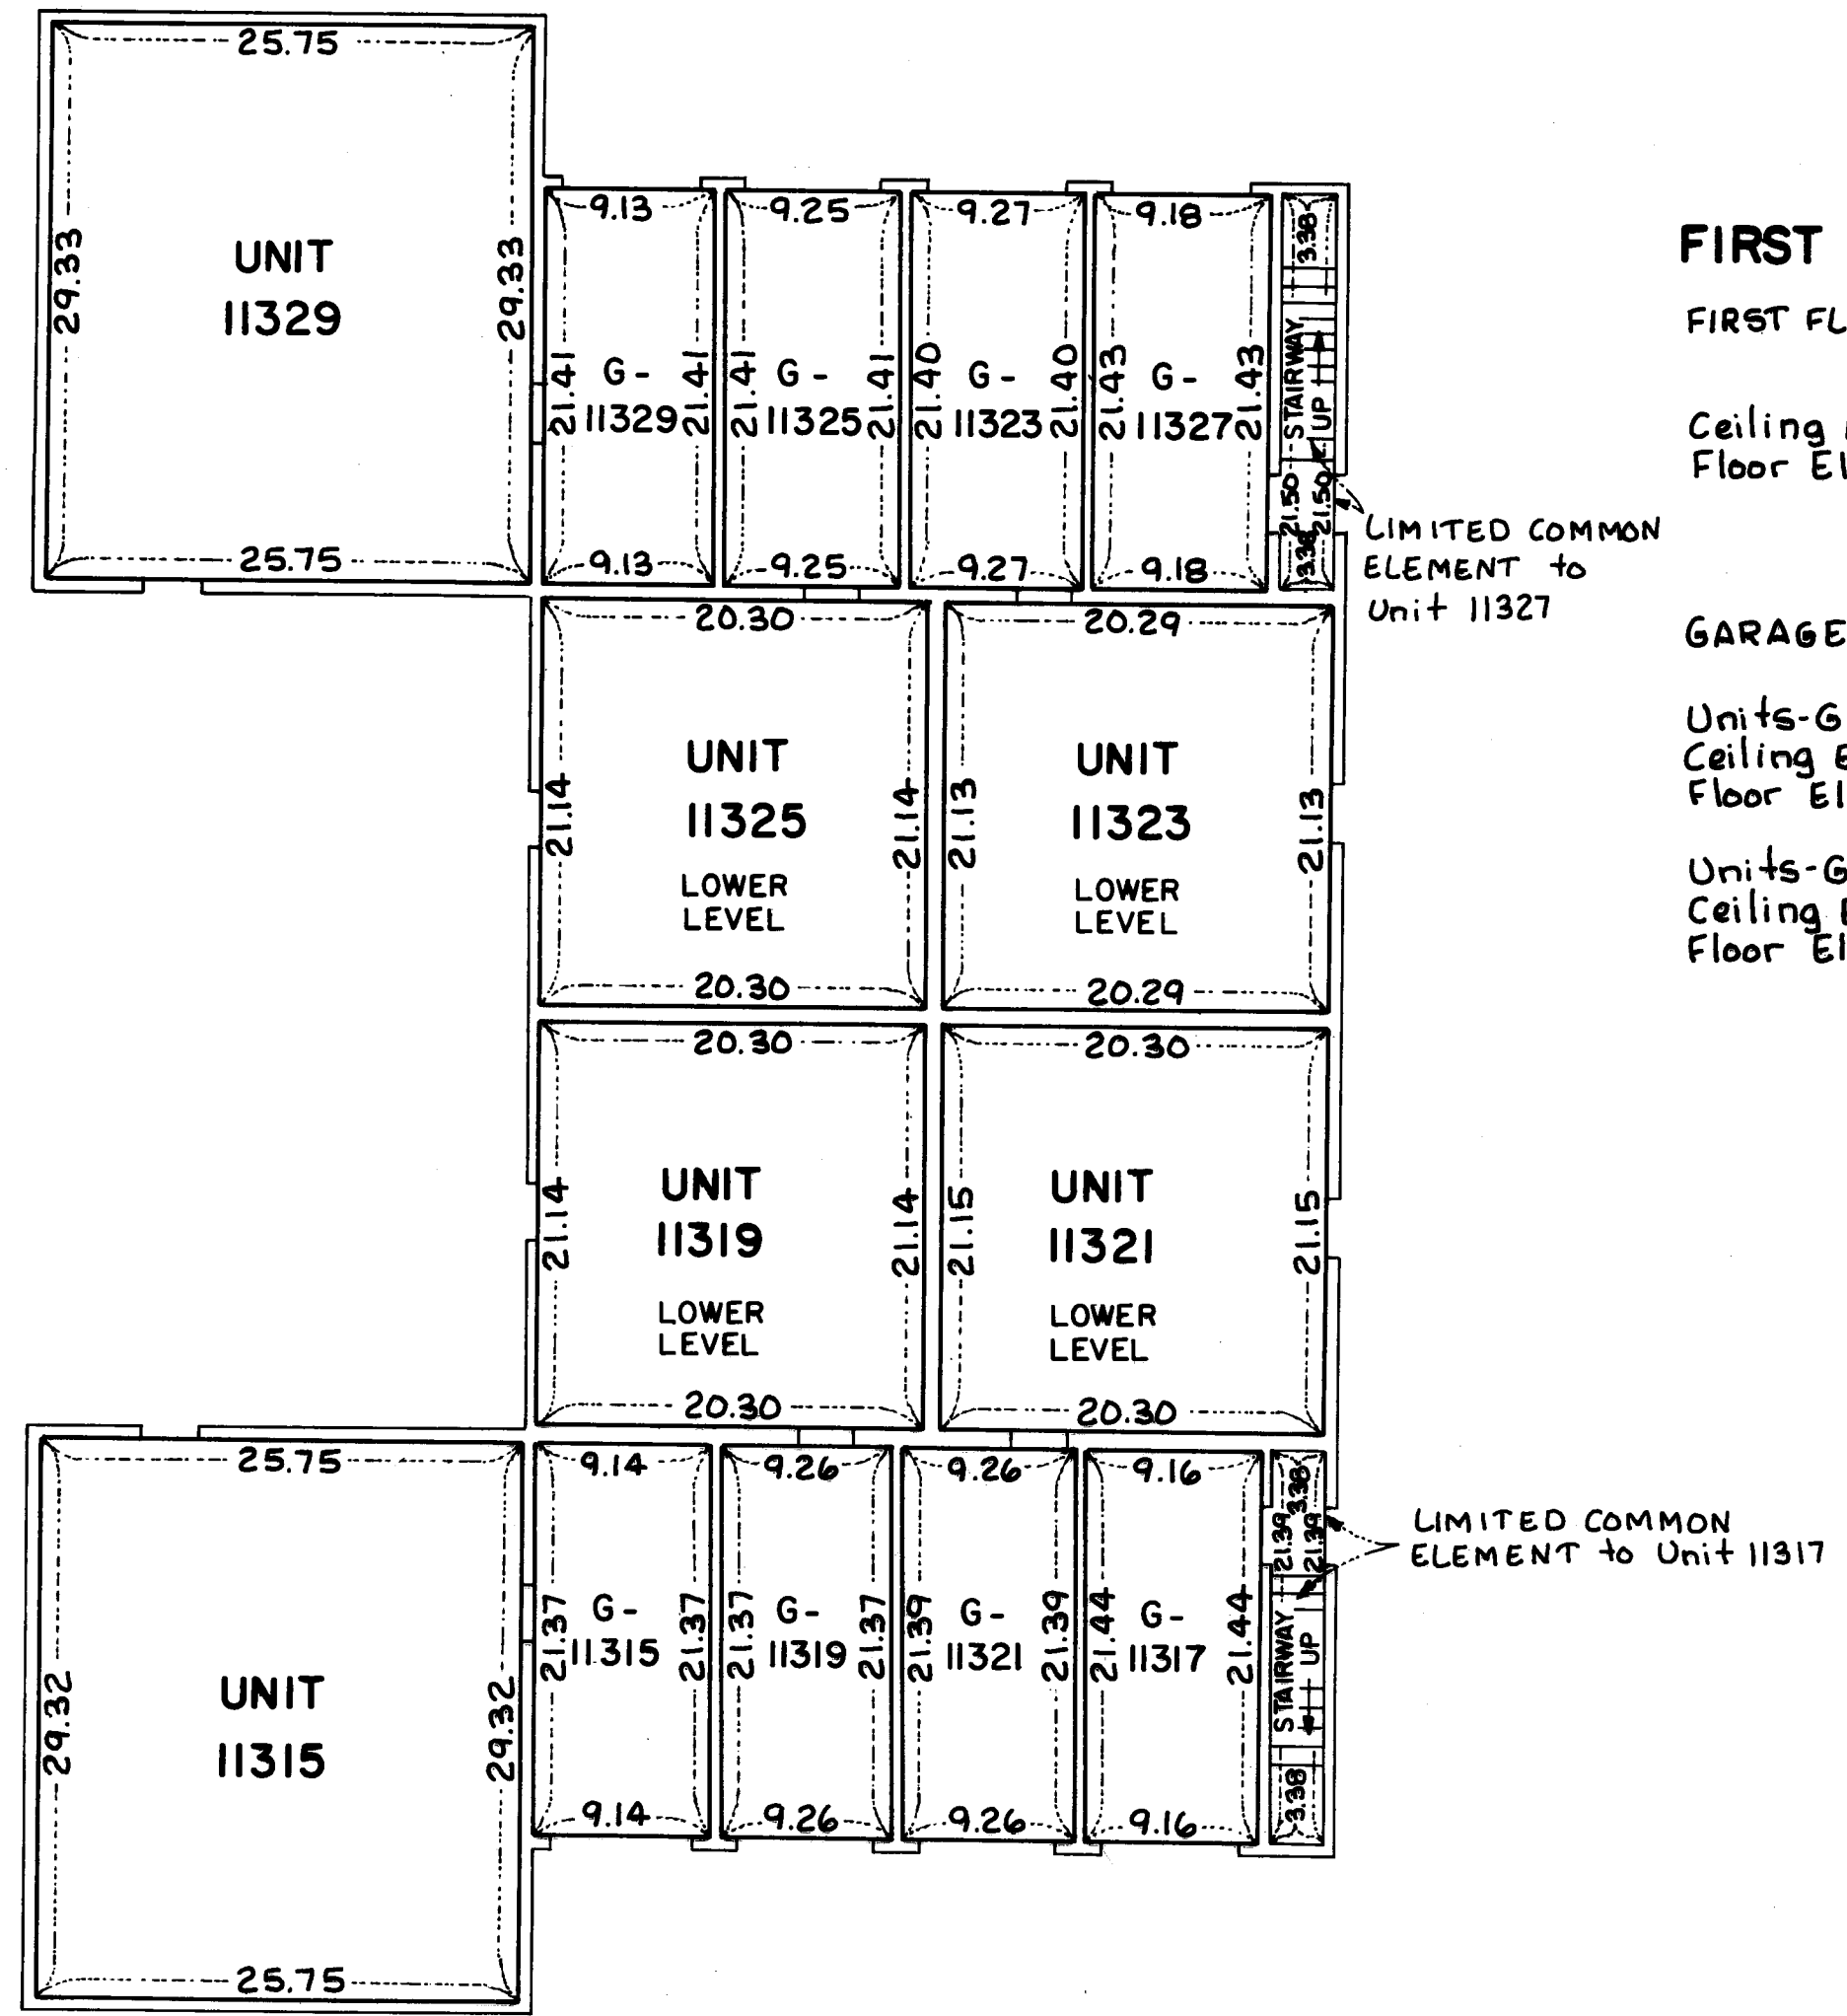 25.75
29.33
UNIT
11329
29.33
25.75
9.13
21.41
G-
11329
21.41
9.13
9.25
21.41
G-
11325
21.41
9.25
9.27
21.40
G-
11323
21.40
9.27
9.18
21.43
G-
11327
21.43
9.18
3.38
STAIRWAY
UP
21.50
21.50
3.38
LIMITED COMMON
ELEMENT to
Unit 11327
FIRST
FIRST FL
Ceiling
Floor El
GARAGE
Units-G
Ceiling E
Floor El
Units-G
Ceiling
Floor El
20.30
21.14
UNIT
11325
LOWER
LEVEL
21.14
20.30
20.29
21.13
UNIT
11323
LOWER
LEVEL
21.13
20.29
20.30
21.14
UNIT
11319
LOWER
LEVEL
21.14
20.30
20.30
21.15
UNIT
11321
LOWER
LEVEL
21.15
20.30
25.75
29.32
UNIT
11315
29.32
25.75
9.14
21.37
G-
11315
21.37
9.14
9.26
21.37
G-
11319
21.37
9.26
9.26
21.39
G-
11321
21.39
9.26
9.16
21.44
G-
11317
21.44
9.16
3.38
21.39
21.39
STAIRWAY
UP
3.38
LIMITED COMMON
ELEMENT to Unit 11317